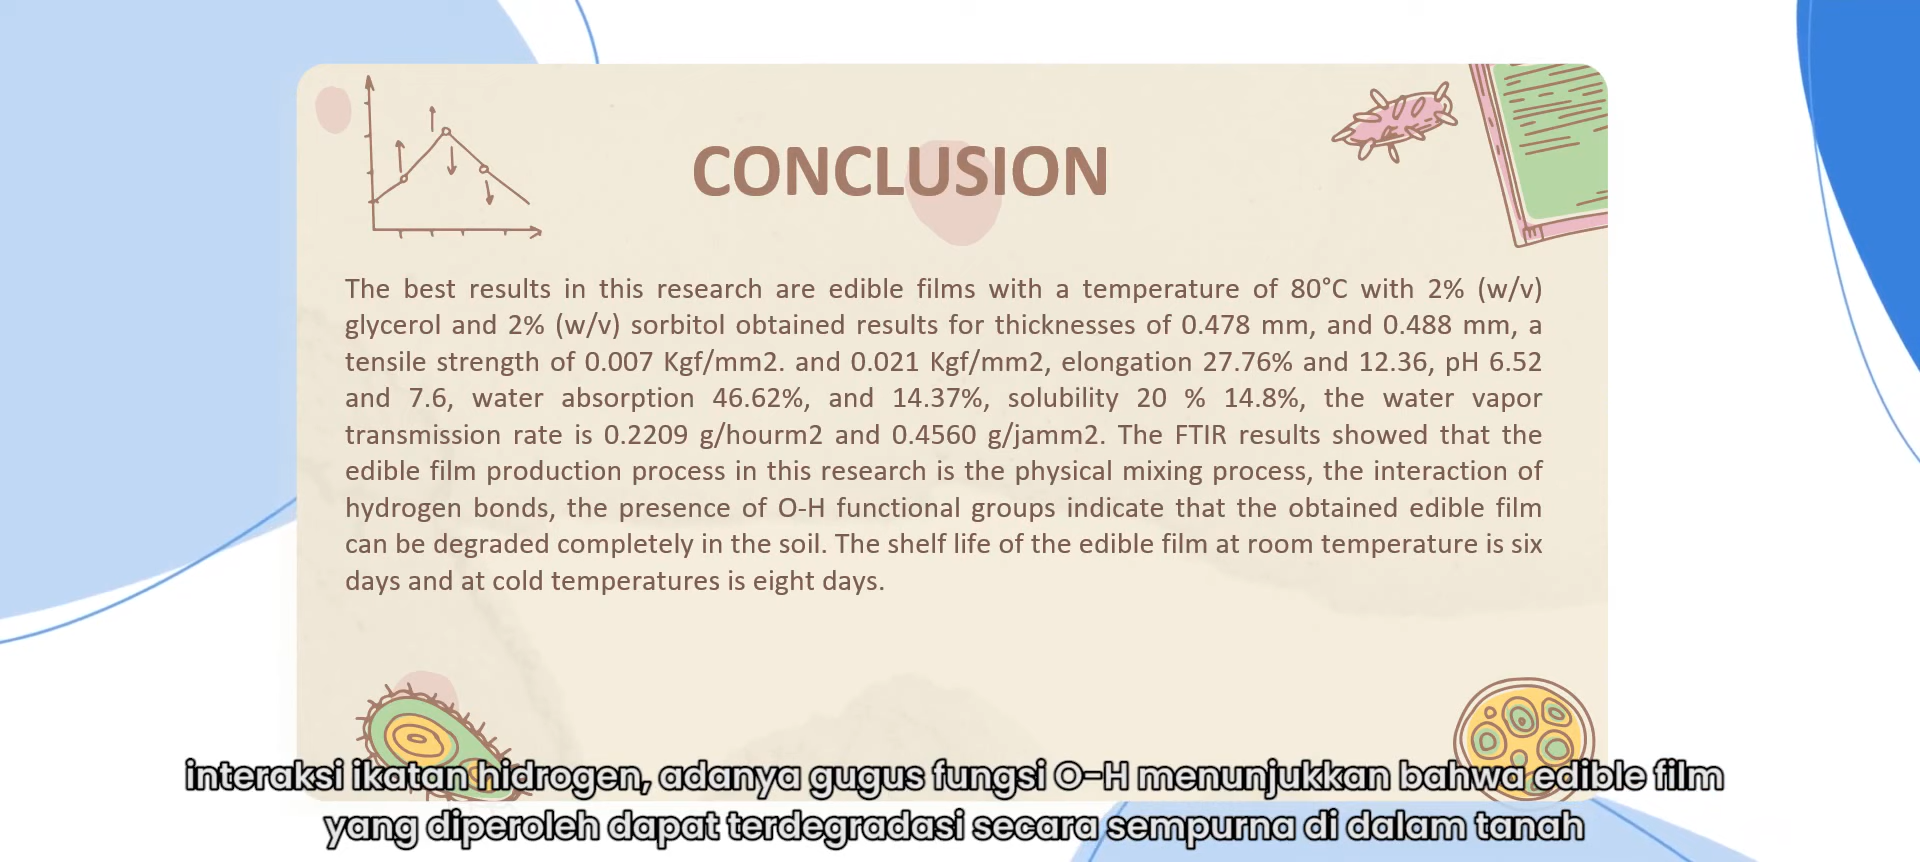 CONCLUSION
The best results in this research are edible films with a temperature of 80°C with 2% (w/v)
glycerol and 2% (w/v) sorbitol obtained results for thicknesses of 0.478 mm, and 0.488 mm, a
tensile strength of 0.007 Kgf/mm2. and 0.021 Kgf/mm2, elongation 27.76% and 12.36, pH 6.52
and 7.6, water absorption 46.62%, and 14.37%, solubility 20 % 14.8%, the water vapor
transmission rate is 0.2209 g/hourm2 and 0.4560 g/jamm2. The FTIR results showed that the
edible film production process in this research is the physical mixing process, the interaction of
hydrogen bonds, the presence of O-H functional groups indicate that the obtained edible film
can be degraded completely in the soil. The shelf life of the edible film at room temperature is six
days and at cold temperatures is eight days.
interaksi ikatan hidrogen, adanya gugus fungsi O-H menunjukkan bahwa edible film
yang diperoleh dapat terdegradasi secara sempurna di dalam tanah